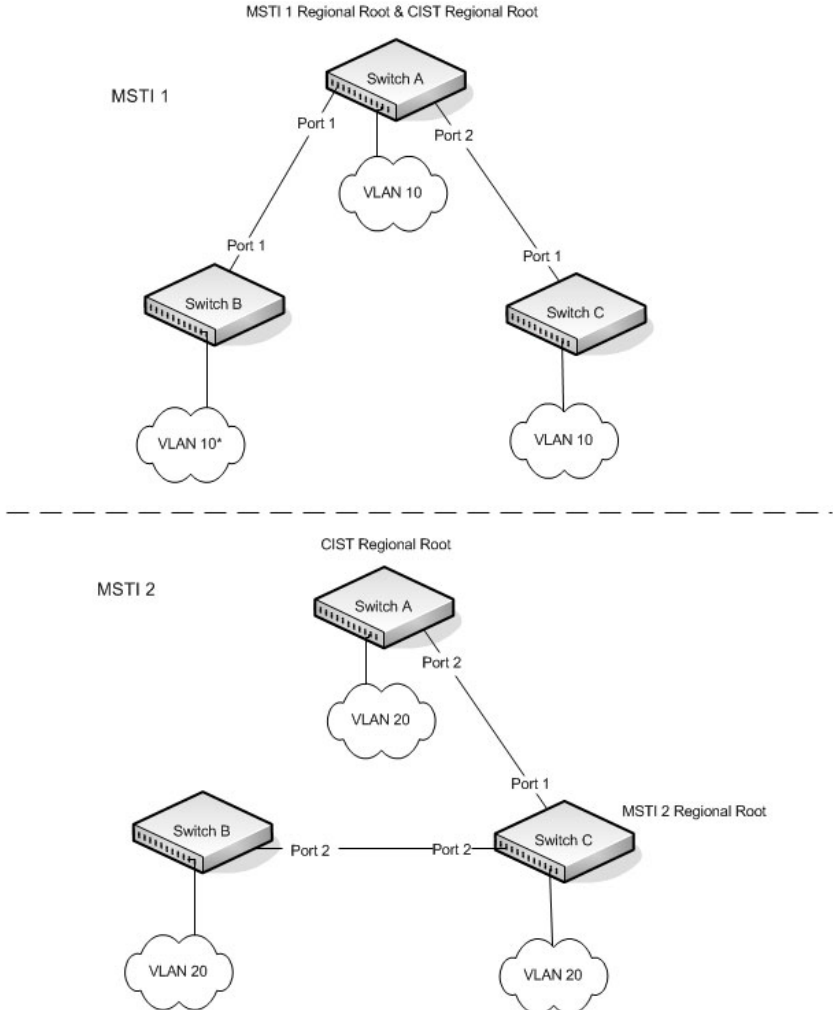 MSTI 1 Regional Root & CIST Regional Root
Switch A
MSTI 1
Port 1
Port 2
VLAN 10
Port 1
Port 1
Switch B
Switch C
VLAN 10*
VLAN 10
CIST Regional Root
MSTI 2
Switch A
Port 2
VLAN 20
Port 1
MSTI 2 Regional Root
Switch B
Switch C
Port 2
Port 2
VLAN 20
VLAN 20